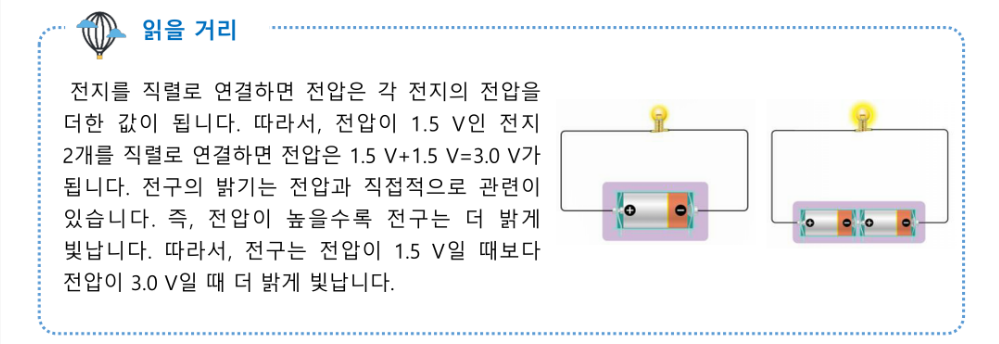 읽을 거리
전지를 직렬로 연결하면 전압은 각 전지의 전압을
더한 값이 됩니다. 따라서, 전압이 1.5 V인 전지
2개를 직렬로 연결하면 전압은 1.5 V+1.5 V=3.0 V가
됩니다. 전구의 밝기는 전압과 직접적으로 관련이
있습니다. 즉, 전압이 높을수록 전구는 더 밝게
빛납니다. 따라서, 전구는 전압이 1.5 V일 때보다
전압이 3.0 V일 때 더 밝게 빛납니다.